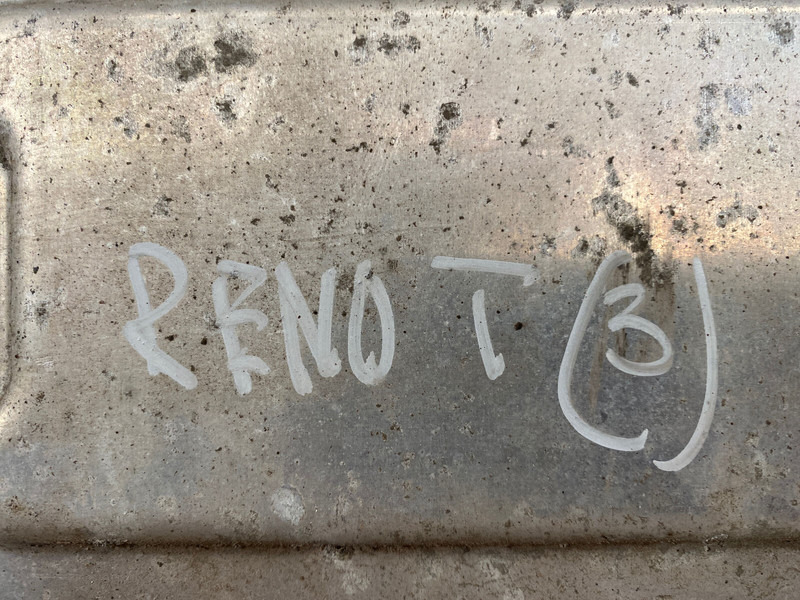 RENO T (3)